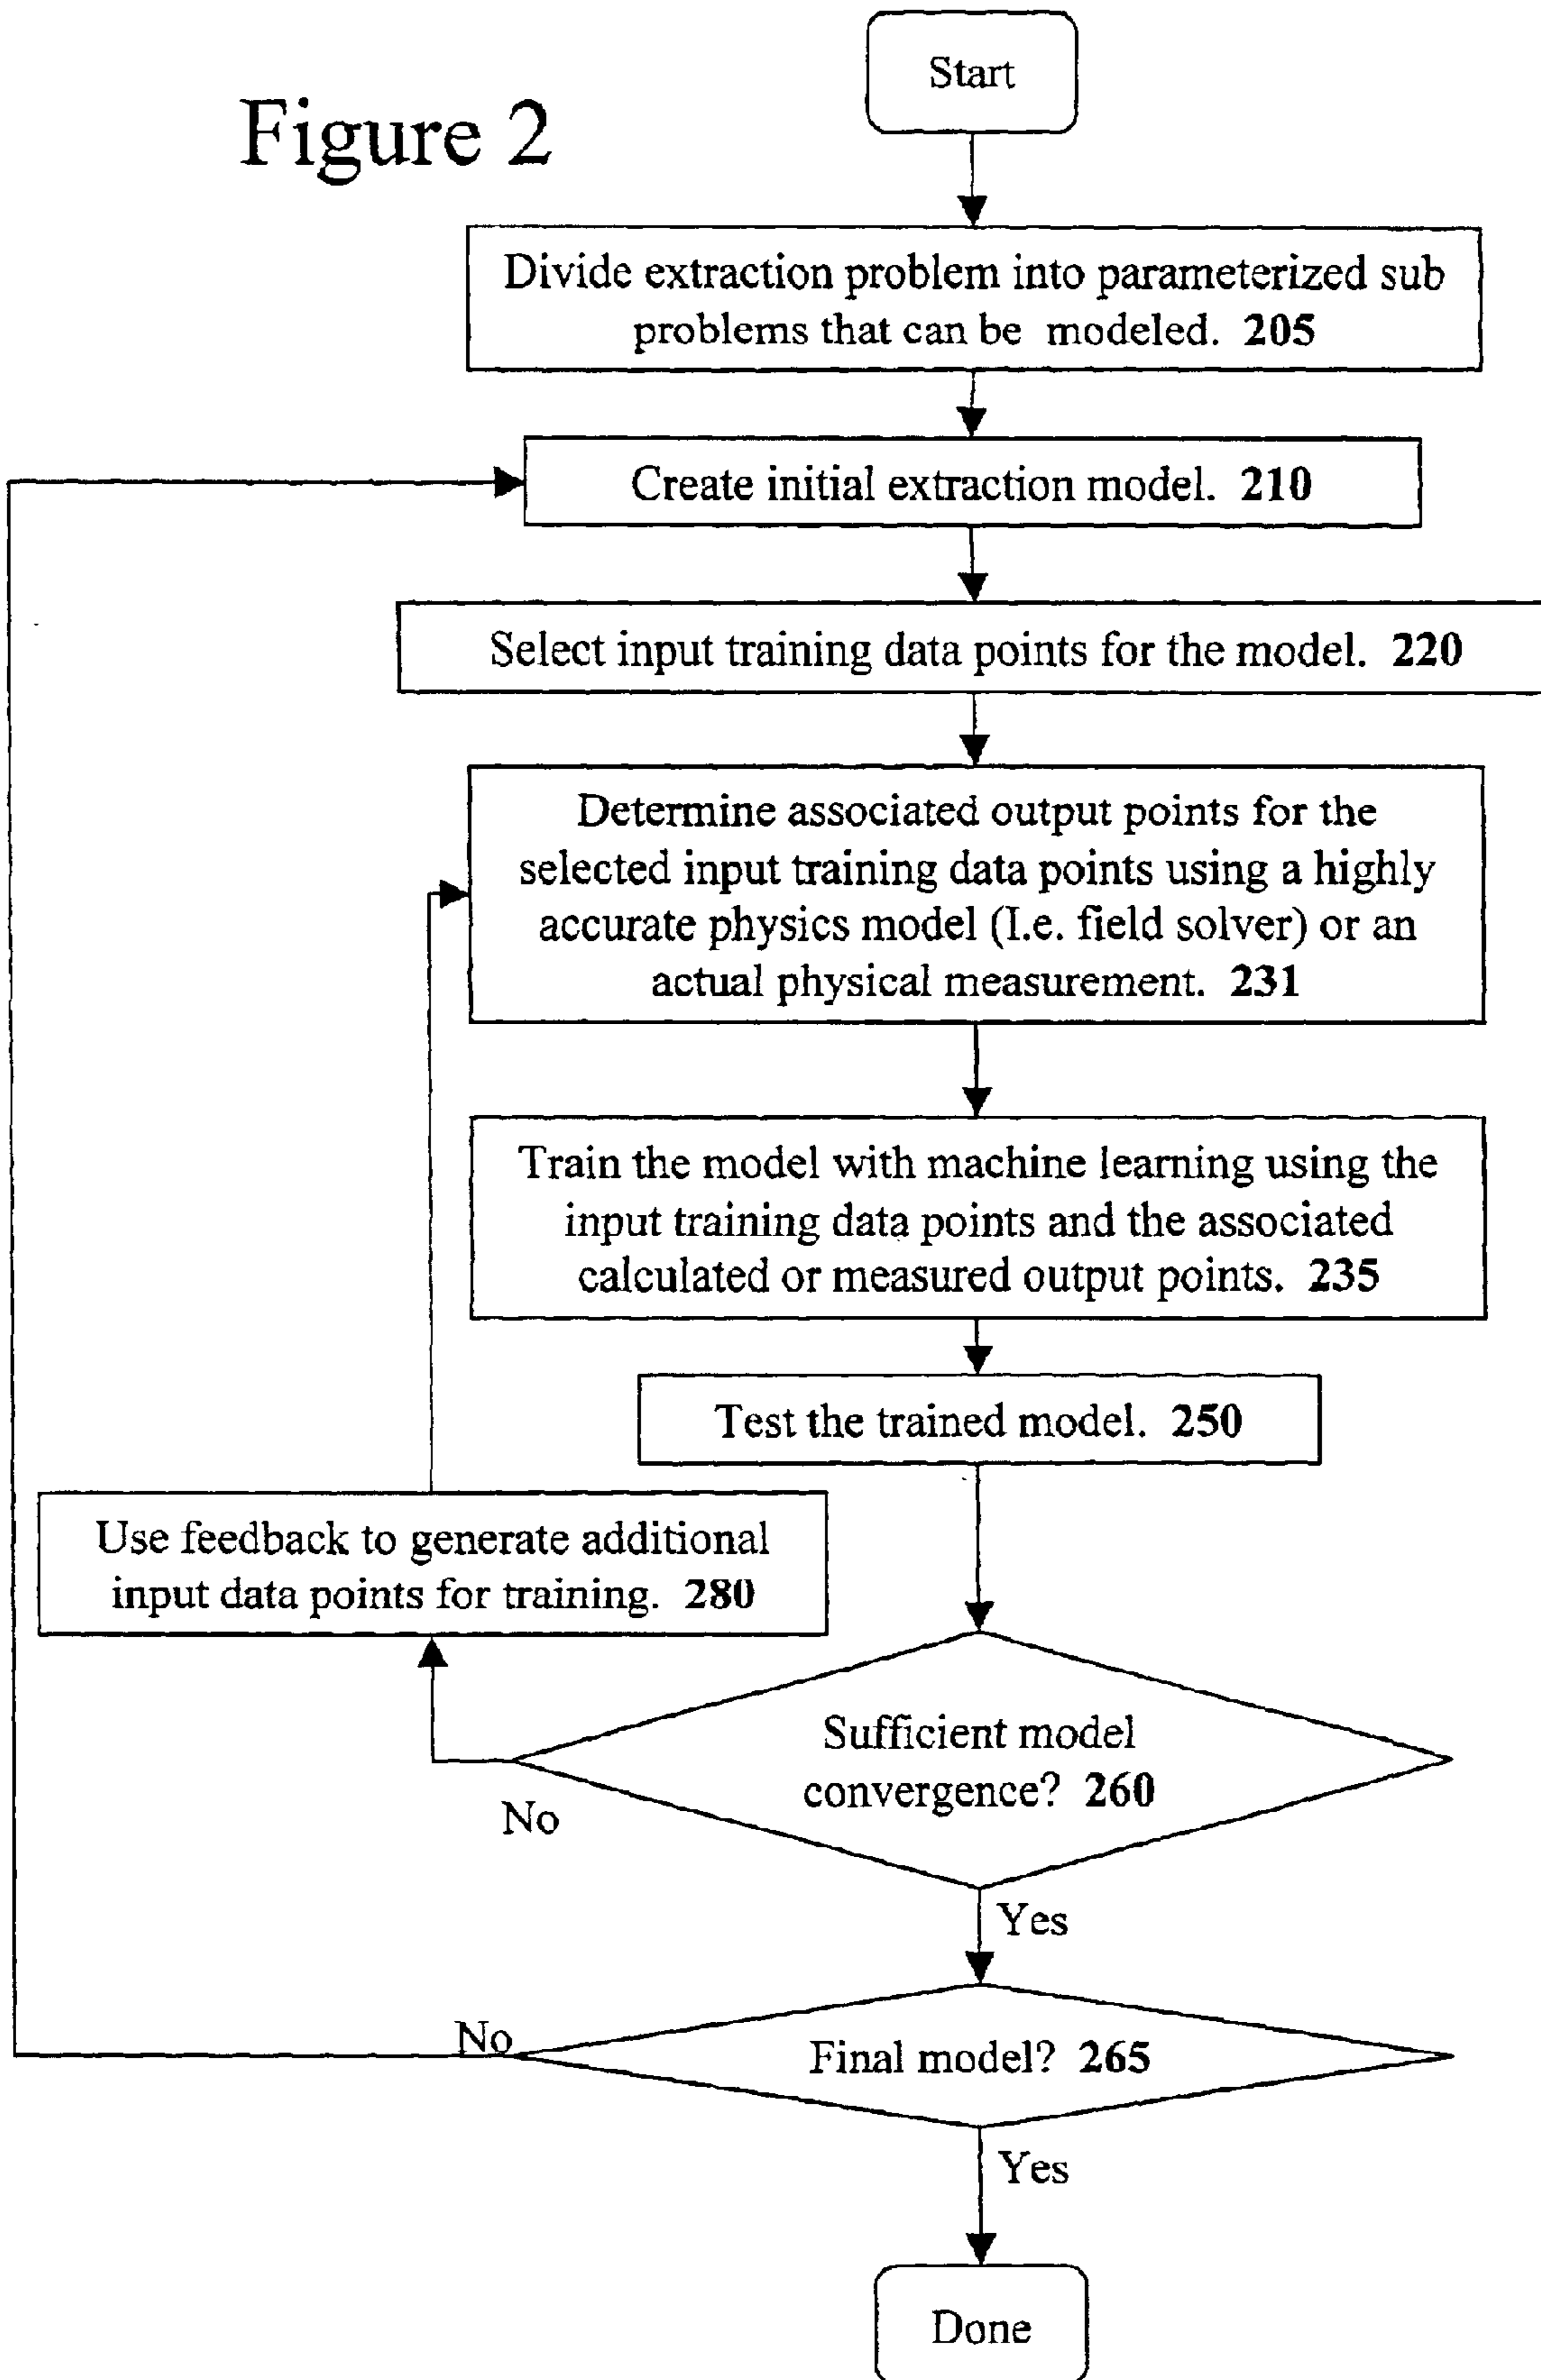 Figure 2
Start
Divide extraction problem into parameterized sub
problems that can be modeled. 205
Create initial extraction model. 210
Select input training data points for the model. 220
Determine associated output points for the
selected input training data points using a highly
accurate physics model (I.e. field solver) or an
actual physical measurement. 231
Train the model with machine learning using the
input training data points and the associated
calculated or measured output points. 235
Test the trained model. 250
Use feedback to generate additional
input data points for training. 280
Sufficient model
convergence? 260
No
Yes
Final model? 265
No
Yes
Done